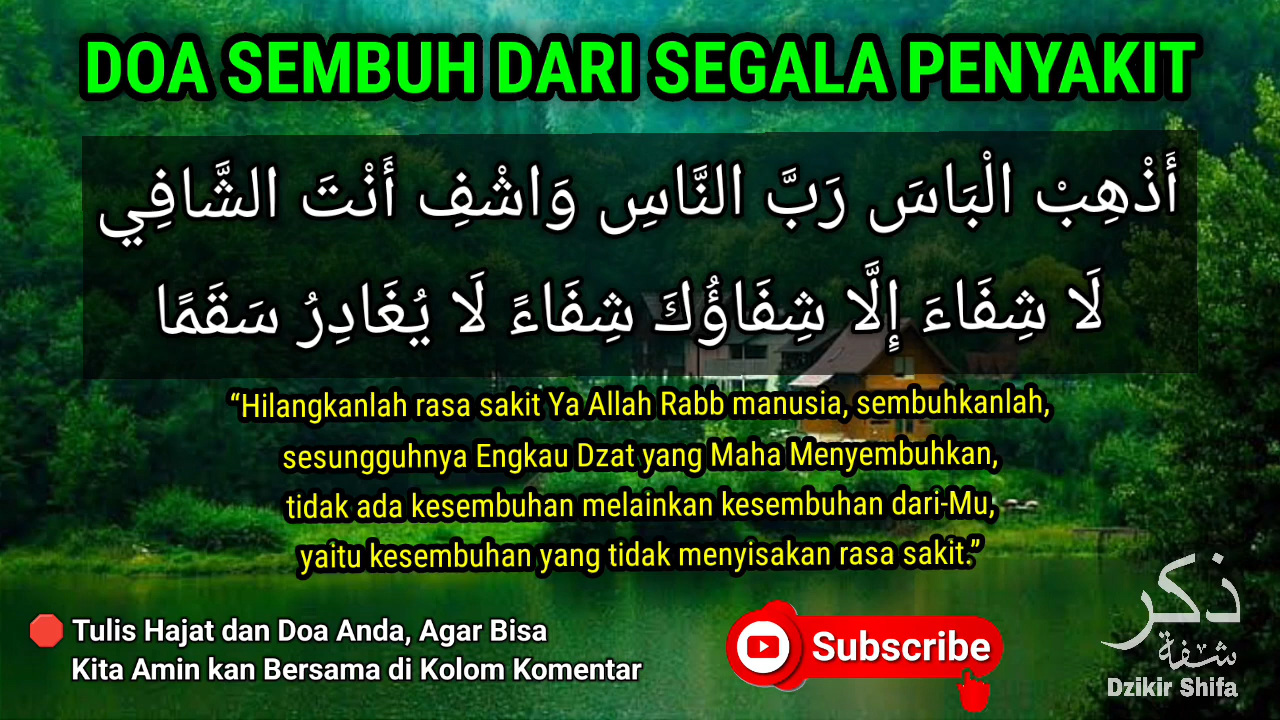 DOA SEMBUH DARI SEGALA PENYAKIT
أَذْهِبْ الْبَاسَ رَبَّ النَّاسِ وَاشْفِ أَنْتَ الشَّافِي
لَا شِفَاءَ إِلَّا شِفَاؤُكَ شِفَاءً لَا يُغَادِرُ سَقَمًا
“Hilangkanlah rasa sakit Ya Allah Rabb manusia, sembuhkanlah,
sesungguhnya Engkau Dzat yang Maha Menyembuhkan,
tidak ada kesembuhan melainkan kesembuhan dari-Mu,
yaitu kesembuhan yang tidak menyisakan rasa sakit.”
Tulis Hajat dan Doa Anda, Agar Bisa
Kita Amin kan Bersama di Kolom Komentar
Subscribe
ذكر
شفة
Dzikir Shifa